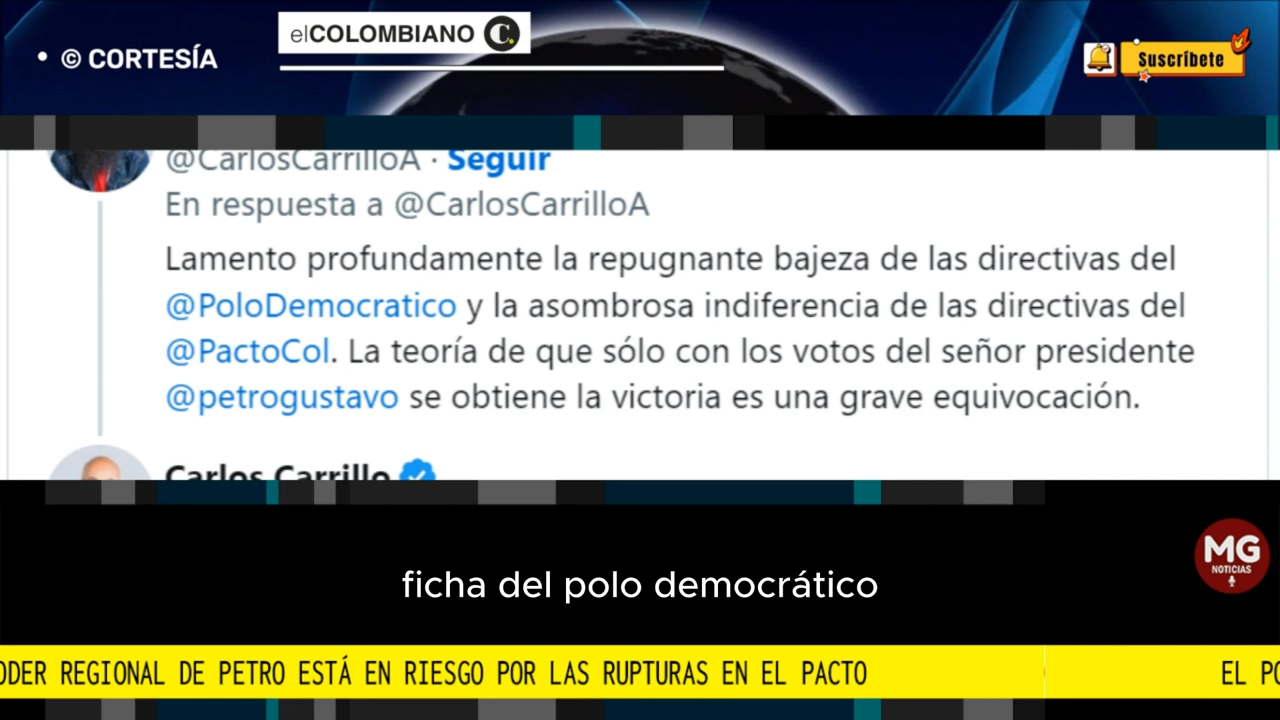 elCOLOMBIANO C.
• © CORTESÍA
Suscríbete
@CarlosCarrilloA · Seguir
En respuesta a @CarlosCarrilloA
Lamento profundamente la repugnante bajeza de las directivas del
@PoloDemocratico y la asombrosa indiferencia de las directivas del
@PactoCol. La teoría de que sólo con los votos del señor presidente
@petrogustavo se obtiene la victoria es una grave equivocación.
Carlos Carrillo
MG
NOTICIAS
ficha del polo democrático
ODER REGIONAL DE PETRO ESTÁ EN RIESGO POR LAS RUPTURAS EN EL PACTO EL PO